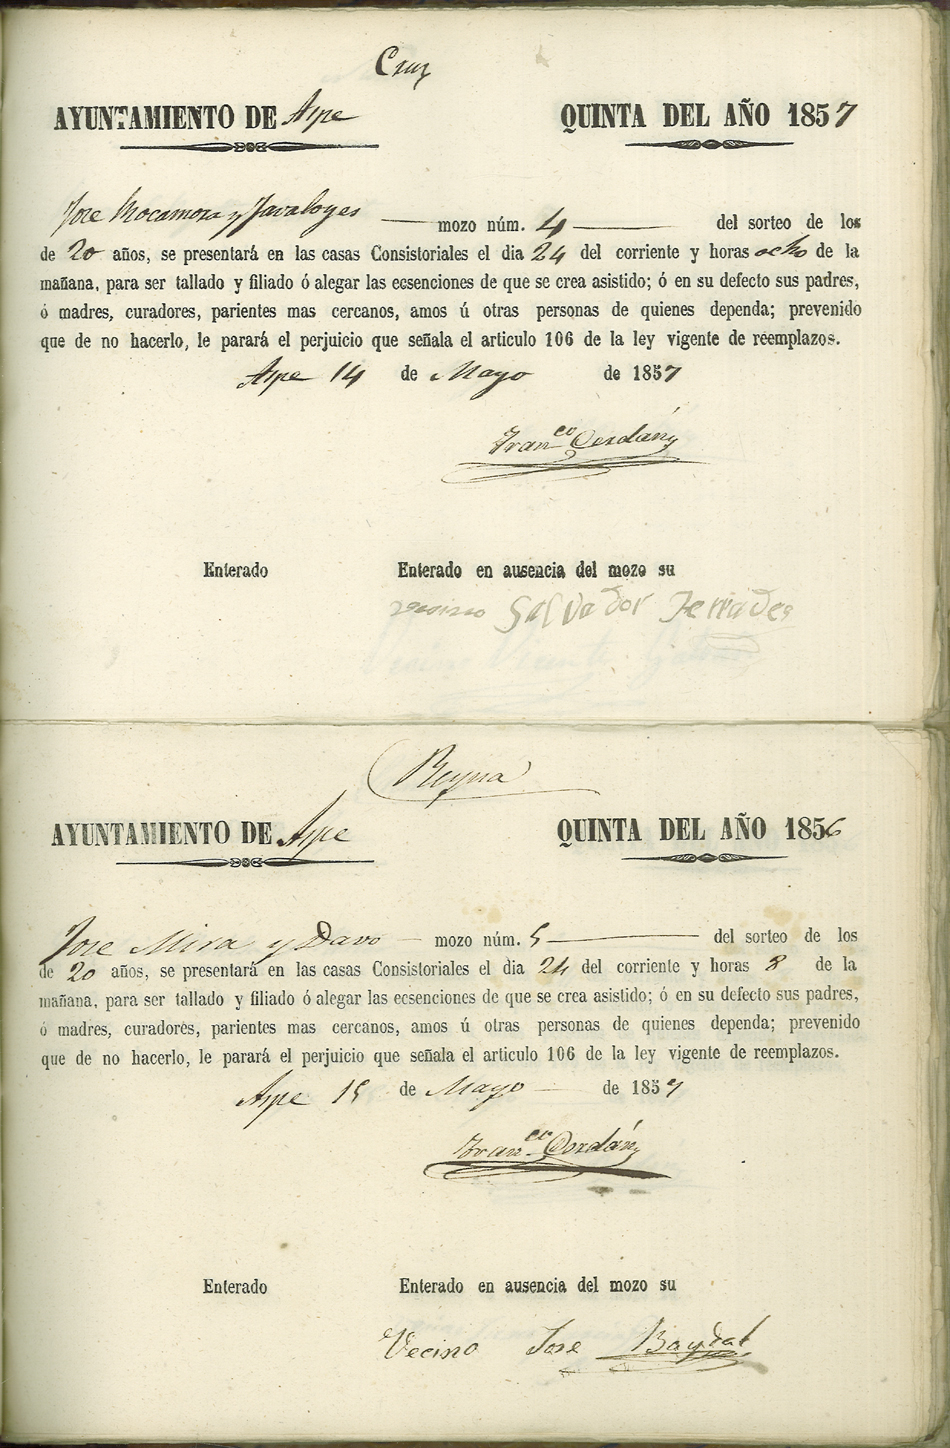 Cruz
AYUNTAMIENTO DE Aspe QUINTA DEL AÑO 1857
Jose Mocamora y Javaloyes mozo núm. 4 del sorteo de los
de 20 años, se presentará en las casas Consistoriales el dia 24 del corriente y horas ocho de la
mañana, para ser tallado y filiado ó alegar las ecsenciones de que se crea asistido; ó en su defecto sus padres,
ó madres, curadores, parientes mas cercanos, amos ú otras personas de quienes dependa; prevenido
que de no hacerlo, le parará el perjuicio que señala el articulo 106 de la ley vigente de reemplazos.
Aspe 14 de Mayo de 1857
Franco Cerdán
Enterado Enterado en ausencia del mozo su
vecino Salvador
Reyna
AYUNTAMIENTO DE Aspe QUINTA DEL AÑO 1856
Jose Mira y Davo mozo núm. 5 del sorteo de los
de 20 años, se presentará en las casas Consistoriales el dia 24 del corriente y horas 8 de la
mañana, para ser tallado y filiado ó alegar las ecsenciones de que se crea asistido; ó en su defecto sus padres,
ó madres, curadores, parientes mas cercanos, amos ú otras personas de quienes dependa; prevenido
que de no hacerlo, le parará el perjuicio que señala el articulo 106 de la ley vigente de reemplazos.
Aspe 15 de Mayo de 1857
Franco Cerdán
Enterado Enterado en ausencia del mozo su
Vecino Jose Baydal